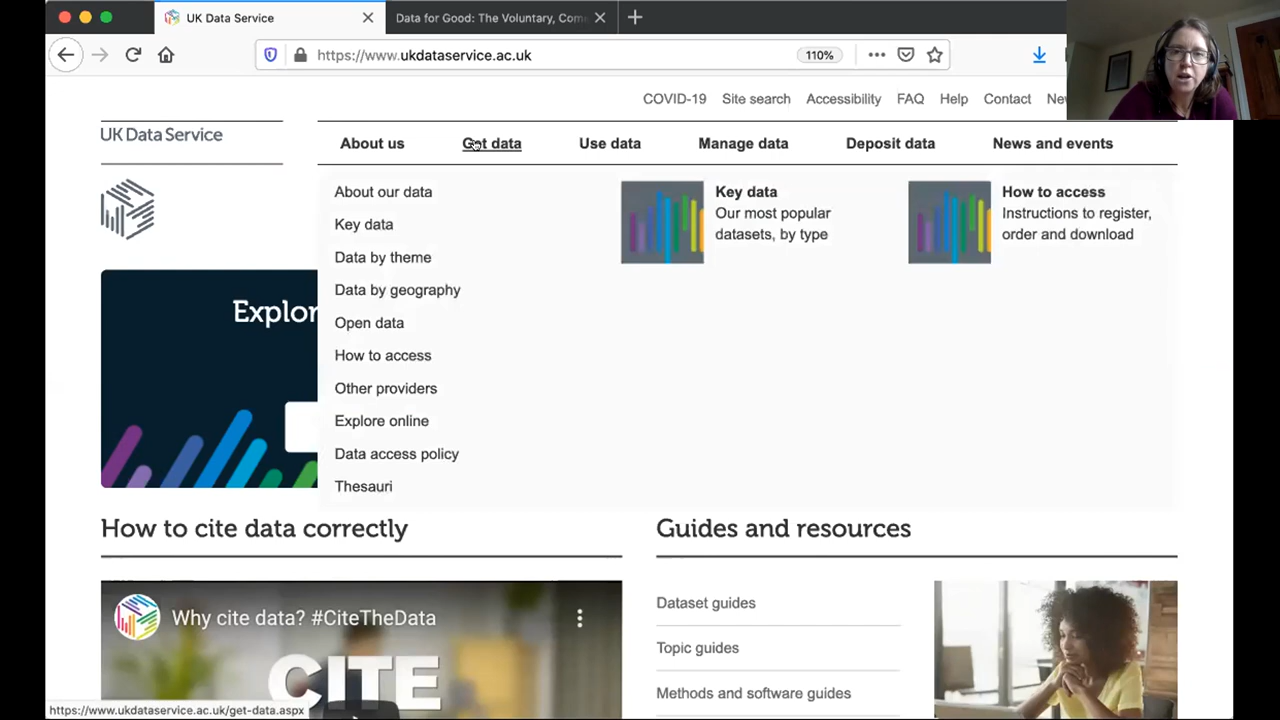 UK Data Service
Data for Good: The Voluntary, Com
https://www.ukdataservice.ac.uk
110%
COVID-19 Site search Accessibility FAQ Help Contact Ne
UK Data Service
About us Get data Use data Manage data Deposit data News and events
About our data
Key data
Data by theme
Data by geography
Open data
How to access
Other providers
Explore online
Data access policy
Thesauri
Key data
Our most popular
datasets, by type
How to access
Instructions to register,
order and download
Explor
How to cite data correctly
Why cite data? #CiteTheData
CITE
Guides and resources
Dataset guides
Topic guides
Methods and software guides
https://www.ukdataservice.ac.uk/get-data.aspx